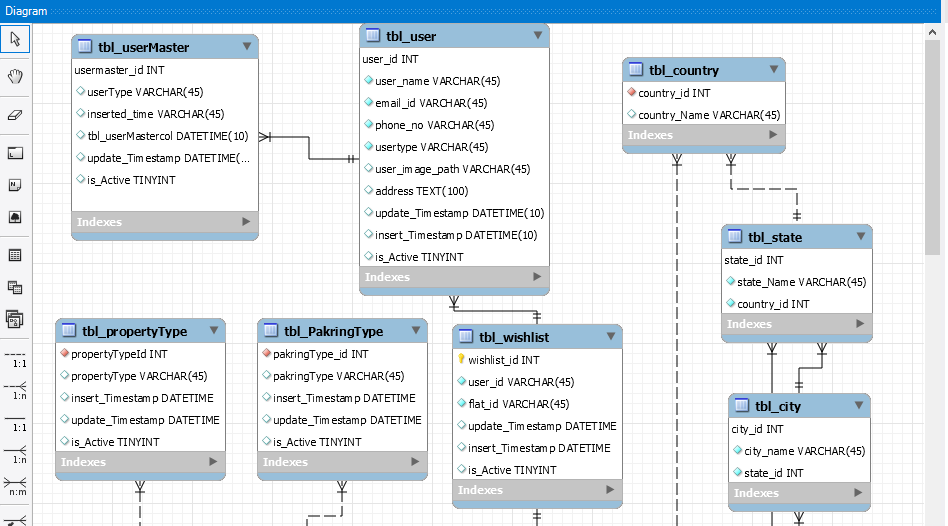 Diagram
tbl_userMaster
usermaster_id INT
userType VARCHAR(45)
inserted_time VARCHAR(45)
tbl_userMastercol DATETIME(10)
update_Timestamp DATETIME(...
is_Active TINYINT
Indexes
tbl_user
user_id INT
user_name VARCHAR(45)
email_id VARCHAR(45)
phone_no VARCHAR(45)
usertype VARCHAR(45)
user_image_path VARCHAR(45)
address TEXT(100)
update_Timestamp DATETIME(10)
insert_Timestamp DATETIME(10)
is_Active TINYINT
Indexes
tbl_country
country_id INT
country_Name VARCHAR(45)
Indexes
tbl_state
state_id INT
state_Name VARCHAR(45)
country_id INT
Indexes
tbl_propertyType
propertyTypeId INT
propertyType VARCHAR(45)
insert_Timestamp DATETIME
update_Timestamp DATETIME
is_Active TINYINT
Indexes
tbl_PakringType
pakringType_id INT
pakringType VARCHAR(45)
insert_Timestamp DATETIME
update_Timestamp DATETIME
is_Active TINYINT
Indexes
tbl_wishlist
wishlist_id INT
user_id VARCHAR(45)
flat_id VARCHAR(45)
update_Timestamp DATETIME
insert_Timestamp DATETIME
is_Active TINYINT
Indexes
tbl_city
city_id INT
city_name VARCHAR(45)
state_id INT
Indexes
1:1
1:n
1:1
1:n
n:m